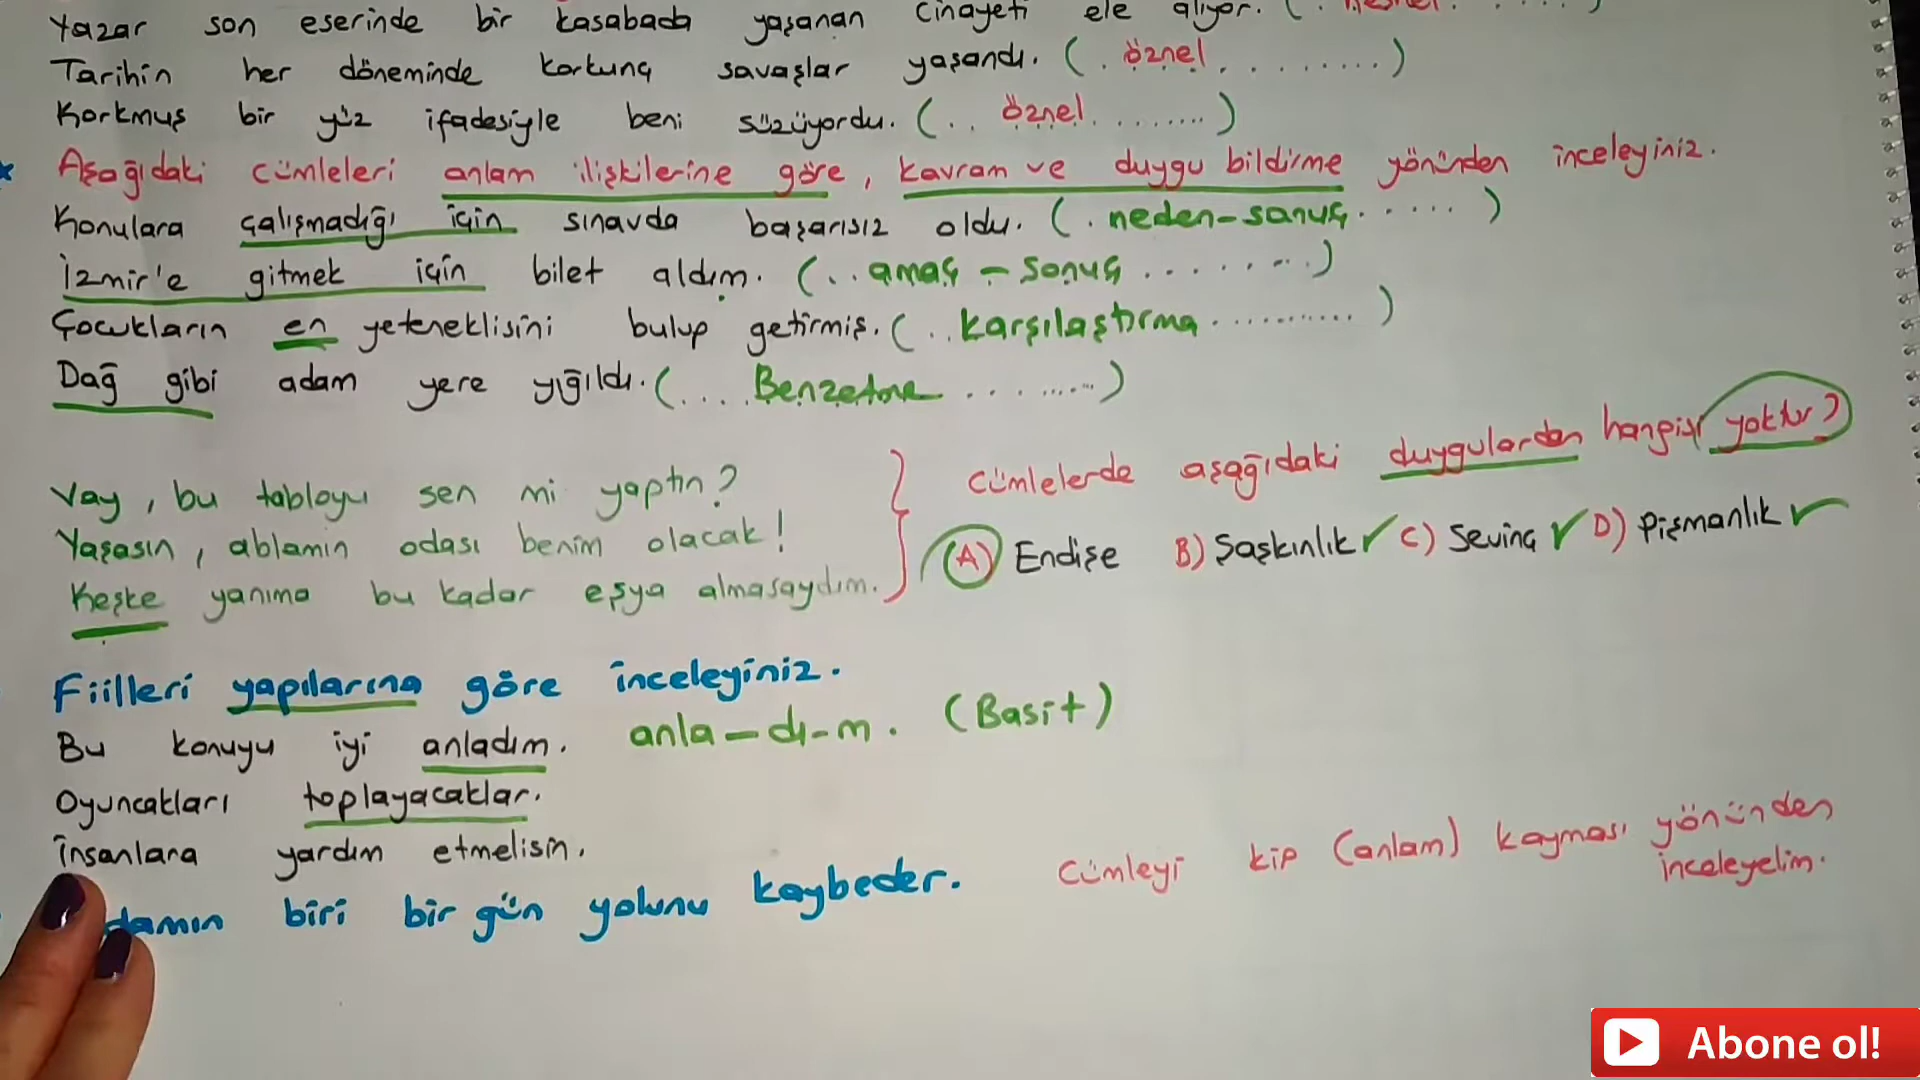 Yazar son eserinde bir kasabada yaşanan cinayeti ele alıyor. (. nesnel. . . . . . )
Tarihin her döneminde korkunç savaşlar yaşandı. (. öznel. . . . . . . . . )
Korkmuş bir yüz ifadesiyle beni süzüyordu. (. . öznel. . . . . . . )
Aşağıdaki cümleleri anlam ilişkilerine göre, kavram ve duygu bildirme yönünden inceleyiniz.
Konulara çalışmadığı için sınavda başarısız oldu. (. neden-sonuç. . . . . . )
İzmir'e gitmek için bilet aldım. (. . amaç - sonuç . . . . . . . . . )
Çocukların en yeteneklisini bulup getirmiş. (. . karşılaştırma . . . . . . . . . . )
Dağ gibi adam yere yığıldı. (. . . . Benzetme . . . . . . . . )
Vay, bu tabloyu sen mi yaptın?
Yaşasın, ablamın odası benim olacak!
Keşke yanıma bu kadar eşya almasaydım.
cümlelerde aşağıdaki duygulardan hangisi yoktur?
A) Endişe B) Şaşkınlık ✓ C) Sevinç ✓ D) Pişmanlık ✓
Fiilleri yapılarına göre inceleyiniz.
Bu konuyu iyi anladım. anla-dı-m. (Basit)
Oyuncakları toplayacaklar.
İnsanlara yardım etmelisin.
damın biri bir gün yolunu kaybeder.
Cümleyi kip (anlam) kayması yönünden
inceleyelim.
Abone ol!